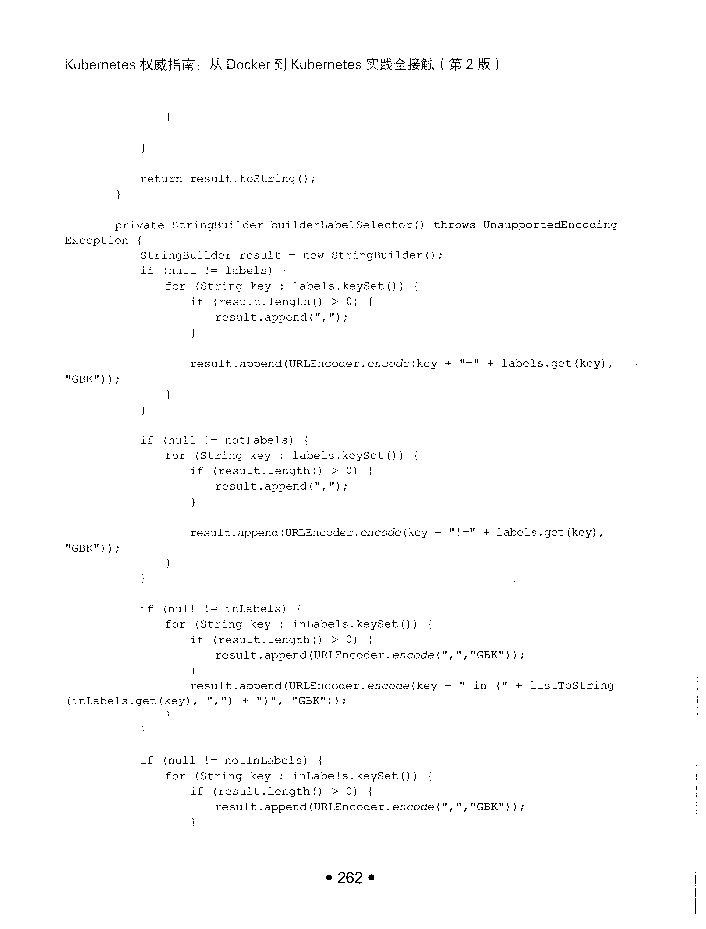 Kubernetes 权威指南：从 Docker 到 Kubernetes 实践全接触（第 2 版）
}
}
return result.toString();
}
private StringBuilder builderLabelSelector() throws UnsupportedEncoding
Exception {
StringBuilder result = new StringBuilder();
if (null != labels) {
for (String key : labels.keySet()) {
if (result.length() > 0) {
result.append(",");
}
result.append(URLEncoder.encode(key + "=" + labels.get(key),
"GBK"));
}
}
if (null != notLabels) {
for (String key : labels.keySet()) {
if (result.length() > 0) {
result.append(",");
}
result.append(URLEncoder.encode(key + "!=" + labels.get(key),
"GBK"));
}
}
if (null != inLabels) {
for (String key : inLabels.keySet()) {
if (result.length() > 0) {
result.append(URLEncoder.encode(",","GBK"));
}
result.append(URLEncoder.encode(key + " in (" + listToString
(inLabels.get(key), ",") + ")", "GBK"));
}
}
if (null != notInLabels) {
for (String key : inLabels.keySet()) {
if (result.length() > 0) {
result.append(URLEncoder.encode(",","GBK"));
}
• 262 •